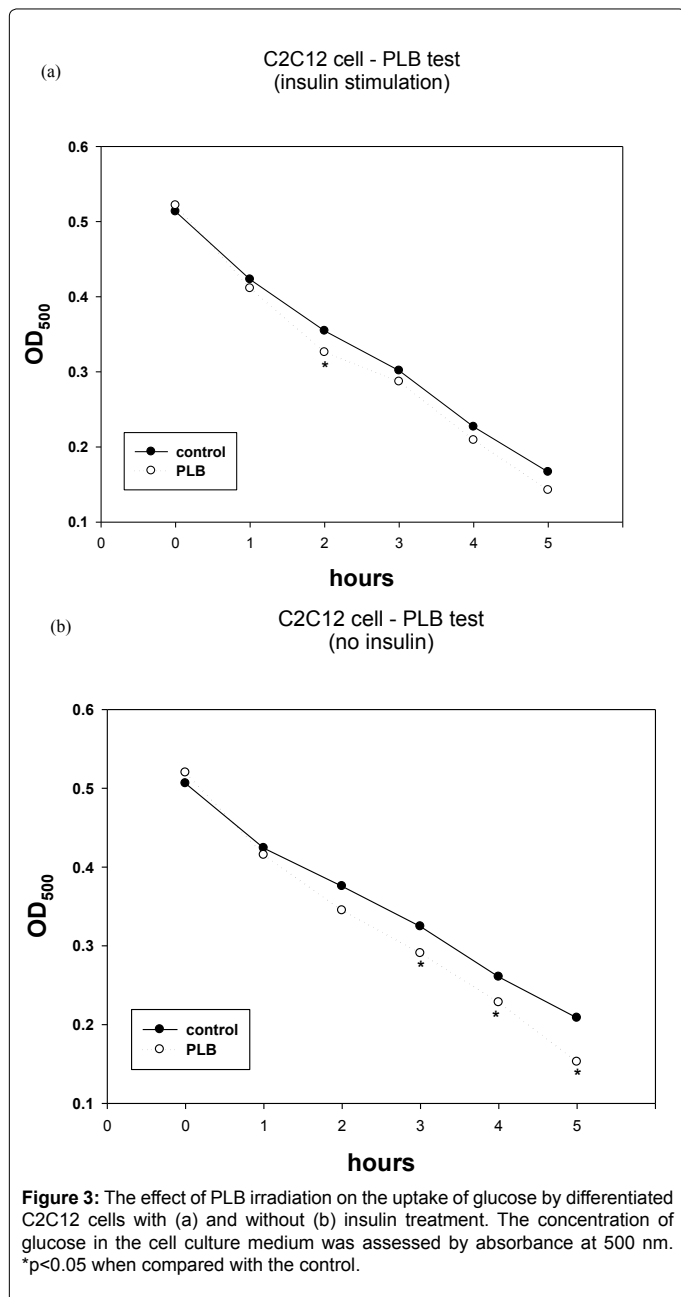 (a)
C2C12 cell - PLB test
(insulin stimulation)
0.6
0.5
0.4
0.3
0.2
0.1
OD500
*
control
PLB
0 0 1 2 3 4 5
hours
(b)
C2C12 cell - PLB test
(no insulin)
0.6
0.5
0.4
0.3
0.2
0.1
OD500
*
*
*
control
PLB
0 0 1 2 3 4 5
hours
Figure 3: The effect of PLB irradiation on the uptake of glucose by differentiated
C2C12 cells with (a) and without (b) insulin treatment. The concentration of
glucose in the cell culture medium was assessed by absorbance at 500 nm.
*p<0.05 when compared with the control.